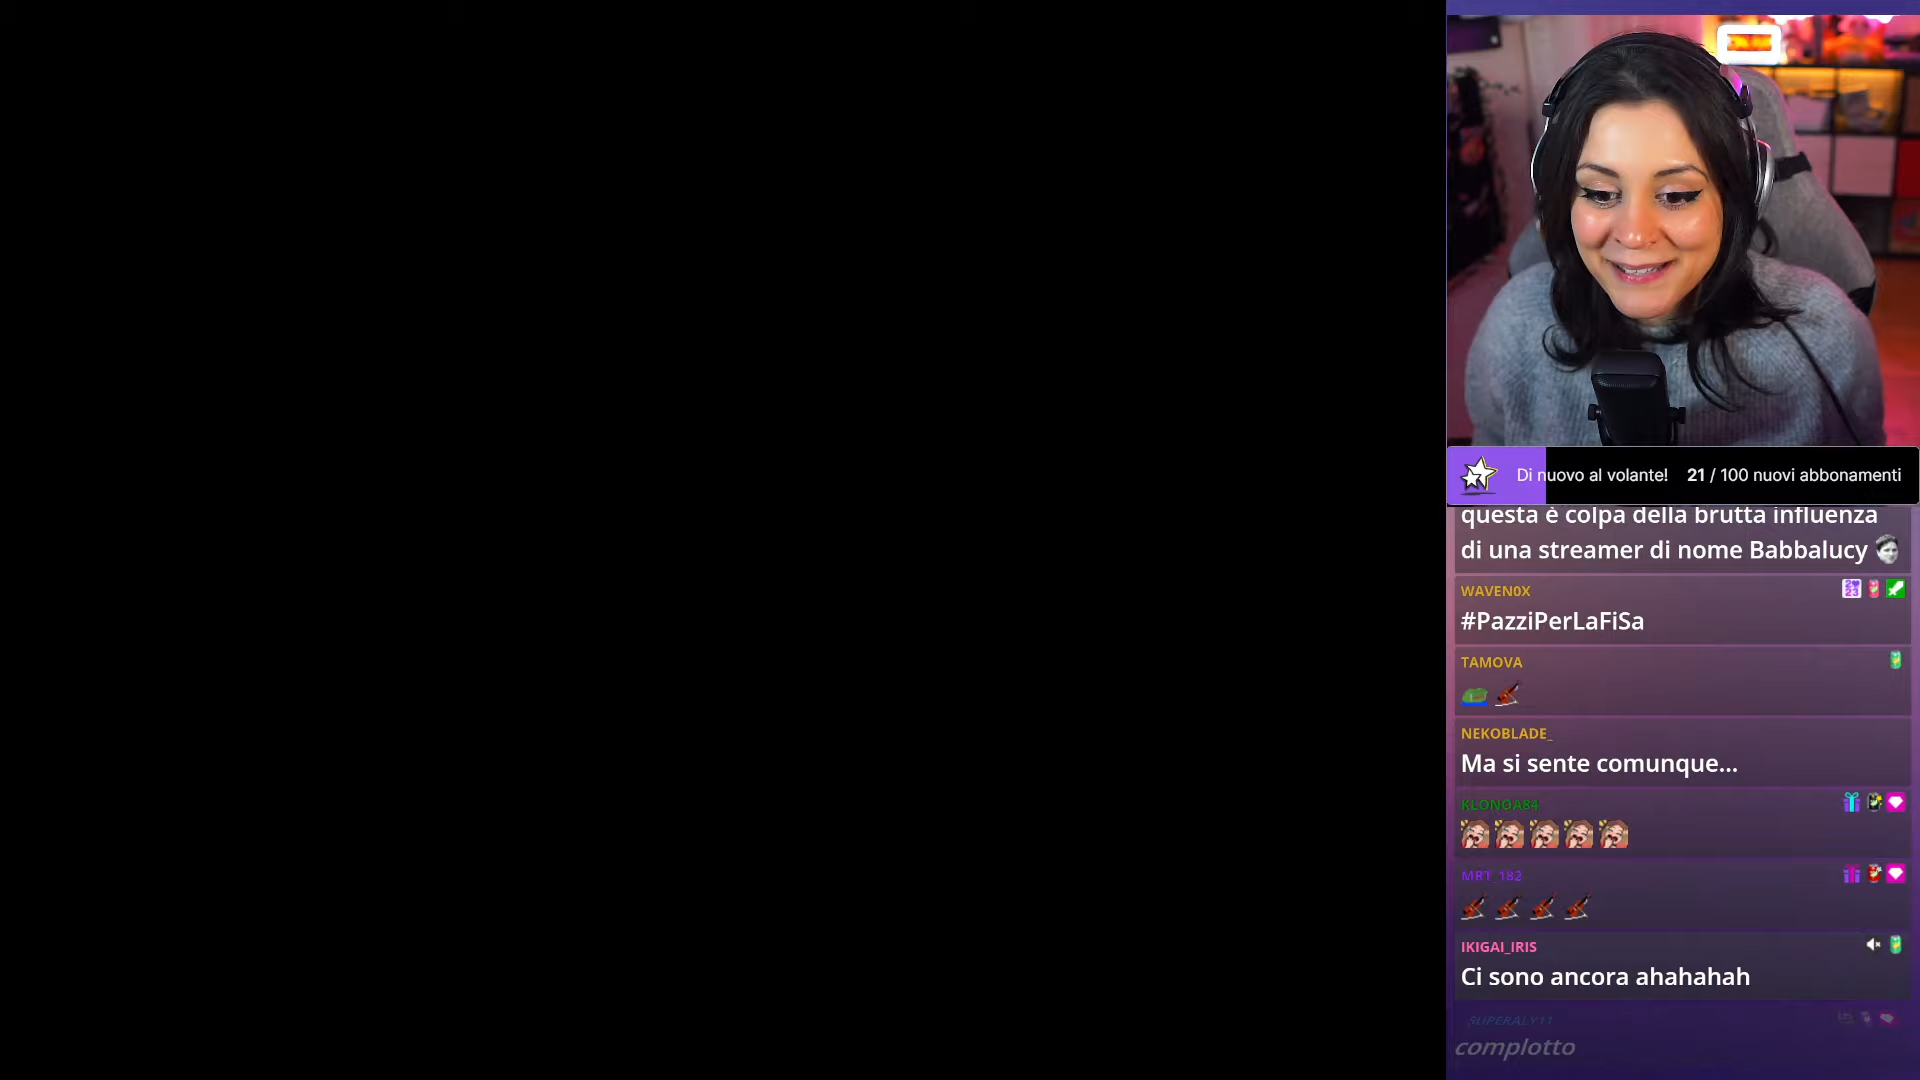 Di nuovo al volante! 21 / 100 nuovi abbonamenti
questa è colpa della brutta influenza
di una streamer di nome Babbalucy
WAVEN0X
#PazziPerLaFiSa
TAMOVA
NEKOBLADE_
Ma si sente comunque...
KLONOA84
MRT_182
IKIGAI_IRIS
Ci sono ancora ahahahah
SUPERALY11
complotto